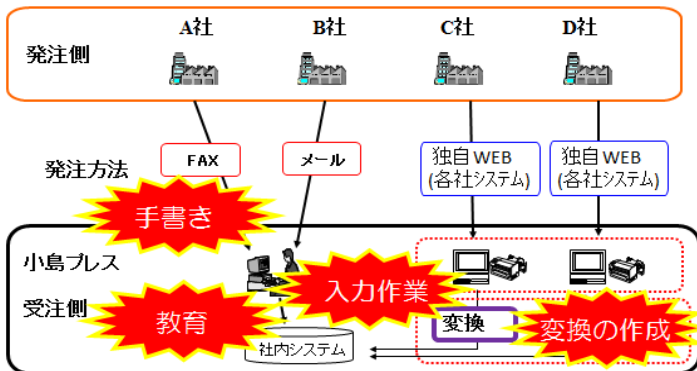 A社
B社
C社
D社
発注側
発注方法
FAX
メール
独自WEB
(各社システム)
独自WEB
(各社システム)
手書き
小島プレス
受注側
教育
入力作業
変換
変換の作成
社内システム